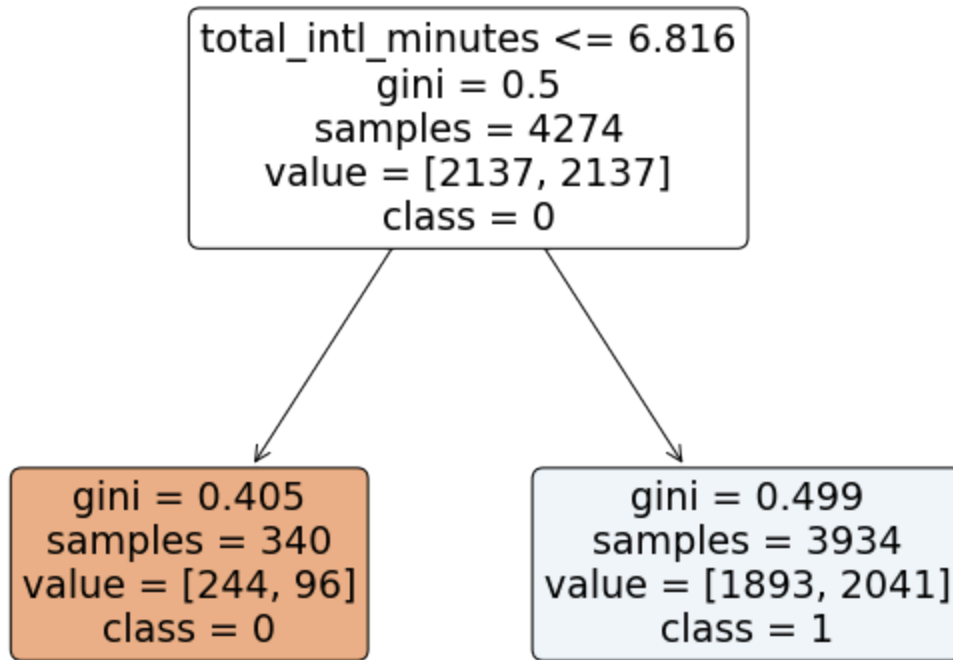 total_intl_minutes <= 6.816
gini = 0.5
samples = 4274
value = [2137, 2137]
class = 0
gini = 0.405
samples = 340
value = [244, 96]
class = 0
gini = 0.499
samples = 3934
value = [1893, 2041]
class = 1